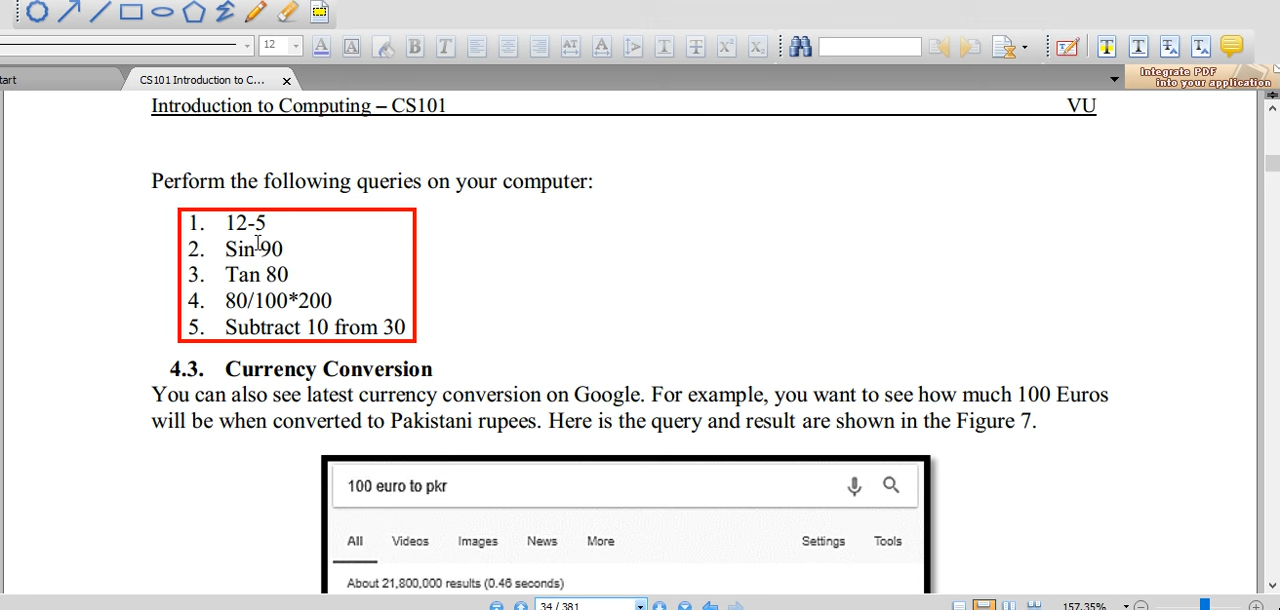 12
A A B T AT A T T X² X₂ T T T T
tart
CS101 Introduction to C...
Integrate PDF
into your application
Introduction to Computing – CS101 VU
Perform the following queries on your computer:
1. 12-5
2. Sin 90
3. Tan 80
4. 80/100*200
5. Subtract 10 from 30
4.3. Currency Conversion
You can also see latest currency conversion on Google. For example, you want to see how much 100 Euros
will be when converted to Pakistani rupees. Here is the query and result are shown in the Figure 7.
100 euro to pkr
All Videos Images News More Settings Tools
About 21,800,000 results (0.46 seconds)
34 / 381 157.35%